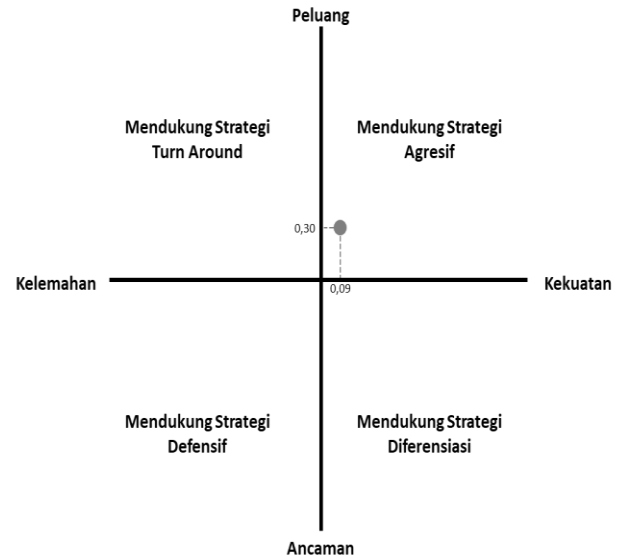 Peluang
Mendukung Strategi
Turn Around
Mendukung Strategi
Agresif
0,30
Kelemahan
0,09
Kekuatan
Mendukung Strategi
Defensif
Mendukung Strategi
Diferensiasi
Ancaman